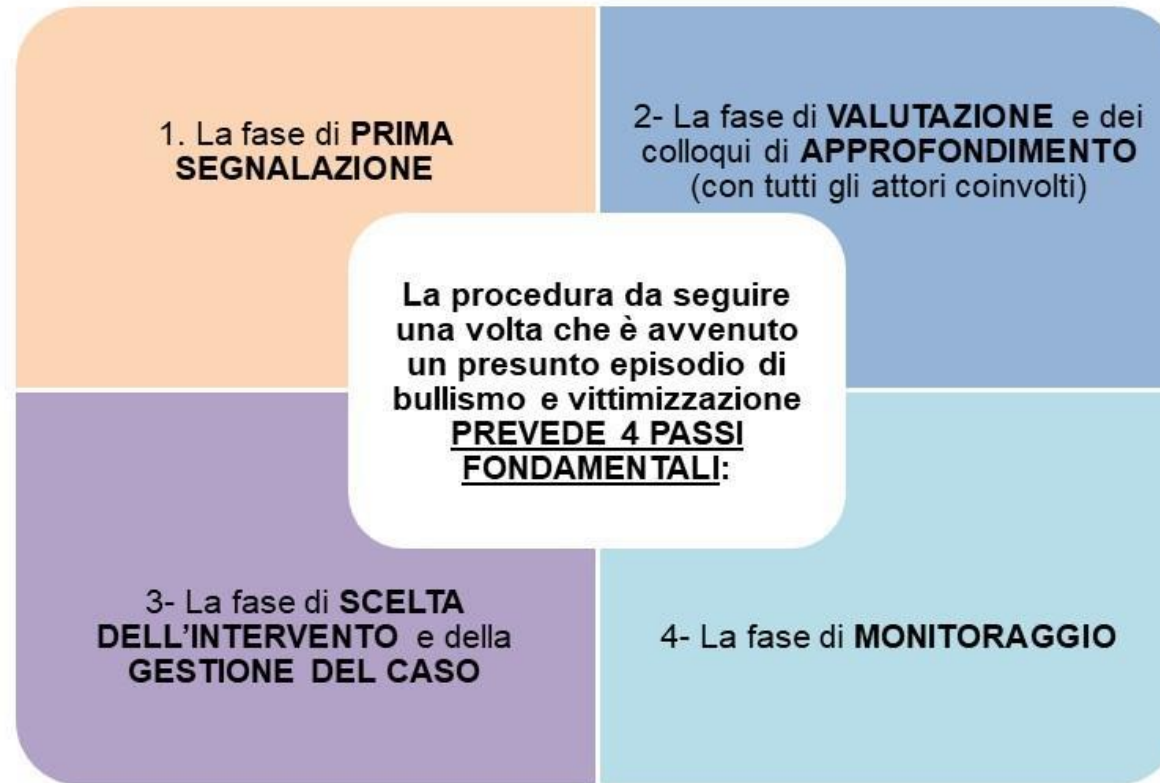 1. La fase di PRIMA
SEGNALAZIONE
2- La fase di VALUTAZIONE e dei
colloqui di APPROFONDIMENTO
(con tutti gli attori coinvolti)
La procedura da seguire
una volta che è avvenuto
un presunto episodio di
bullismo e vittimizzazione
PREVEDE 4 PASSI
FONDAMENTALI:
3- La fase di SCELTA
DELL’INTERVENTO e della
GESTIONE DEL CASO
4- La fase di MONITORAGGIO